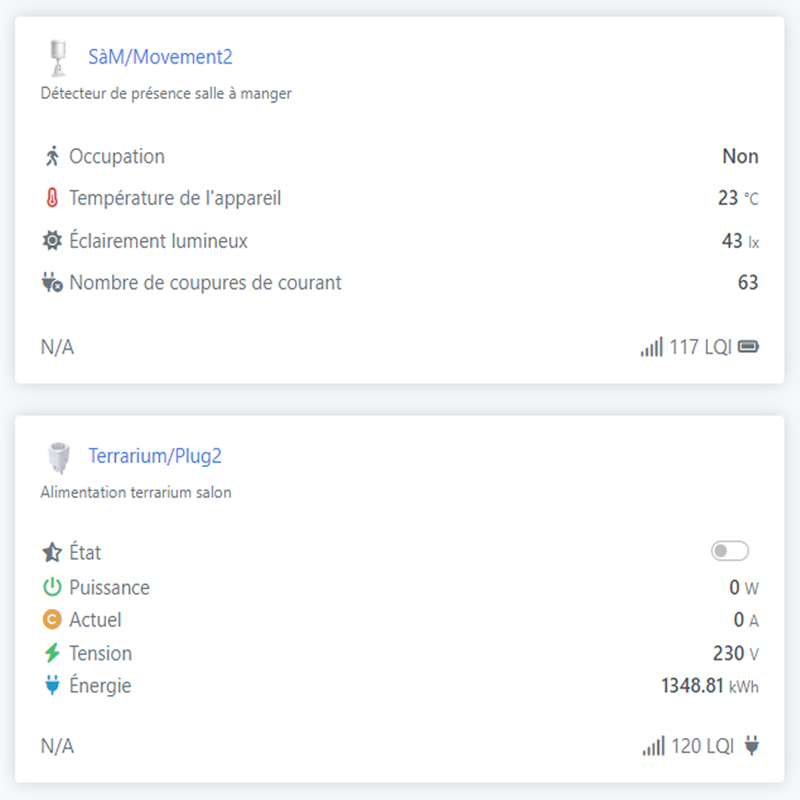 SàM/Movement2
Détecteur de présence salle à manger
Occupation Non
Température de l'appareil 23 °C
Éclairement lumineux 43 lx
Nombre de coupures de courant 63
N/A 117 LQI
Terrarium/Plug2
Alimentation terrarium salon
État
Puissance 0 W
C Actuel 0 A
Tension 230 V
Énergie 1348.81 kWh
N/A 120 LQI